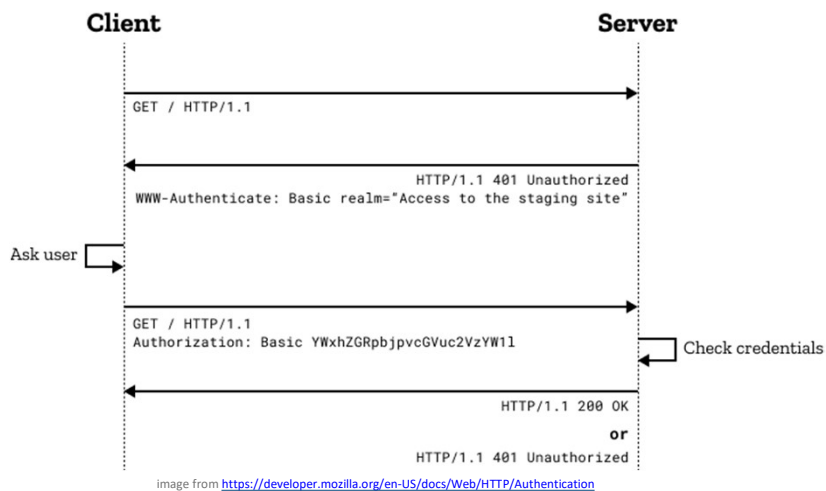 Client
Server
GET / HTTP/1.1
HTTP/1.1 401 Unauthorized
WWW-Authenticate: Basic realm="Access to the staging site"
Ask user
GET / HTTP/1.1
Authorization: Basic YWxhZGRpbjpvcGVuc2VzYW1l
Check credentials
HTTP/1.1 200 OK
or
HTTP/1.1 401 Unauthorized
image from https://developer.mozilla.org/en-US/docs/Web/HTTP/Authentication